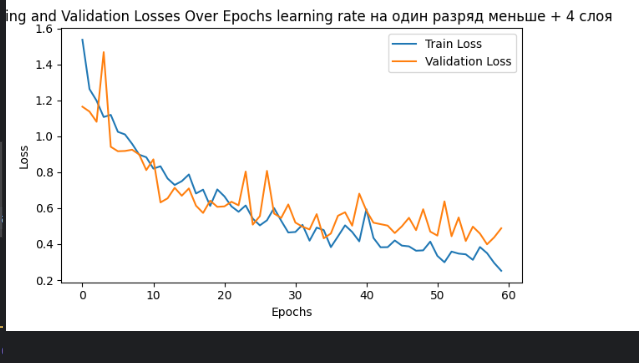 ing and Validation Losses Over Epochs learning rate на один разряд меньше + 4 слоя
1.6
1.4
1.2
1.0
0.8
0.6
0.4
0.2
Loss
Train Loss
Validation Loss
0 10 20 30 40 50 60
Epochs